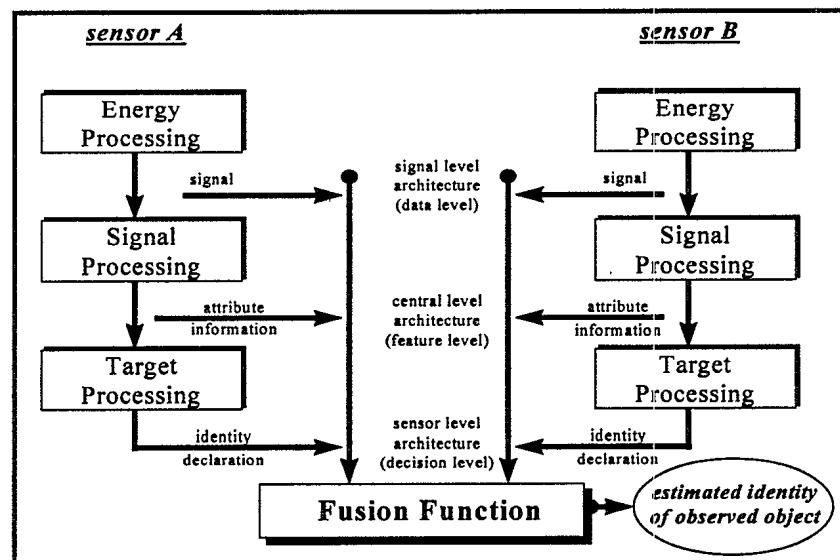 sensor A
sensor B
Energy
Processing
Energy
Processing
signal
signal level
architecture
(data level)
signal
Signal
Processing
Signal
Processing
attribute
information
central level
architecture
(feature level)
attribute
information
Target
Processing
Target
Processing
identity
declaration
sensor level
architecture
(decision level)
identity
declaration
Fusion Function
estimated identity
of observed object